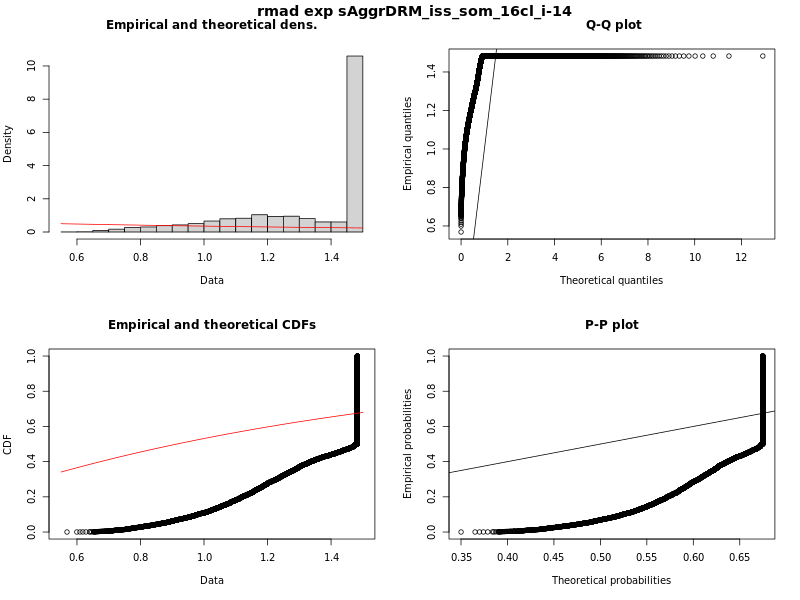 rmad exp sAggrDRM_iss_som_16cl_i-14
Empirical and theoretical dens.
Density
0 2 4 6 8 10
0.6 0.8 1.0 1.2 1.4
Data
Q-Q plot
Empirical quantiles
0.6 0.8 1.0 1.2 1.4
0 2 4 6 8 10 12
Theoretical quantiles
Empirical and theoretical CDFs
CDF
0.0 0.2 0.4 0.6 0.8 1.0
0.6 0.8 1.0 1.2 1.4
Data
P-P plot
Empirical probabilities
0.0 0.2 0.4 0.6 0.8 1.0
0.35 0.40 0.45 0.50 0.55 0.60 0.65
Theoretical probabilities